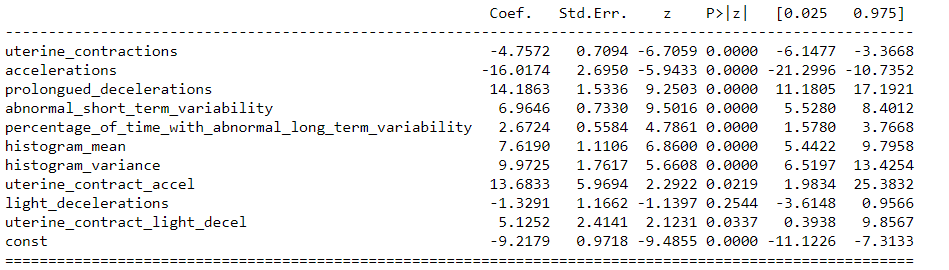 Coef. Std.Err. z P>|z| [0.025 0.975]
--------------------------------------------------------------------------------------------------------
uterine_contractions -4.7572 0.7094 -6.7059 0.0000 -6.1477 -3.3668
accelerations -16.0174 2.6950 -5.9433 0.0000 -21.2996 -10.7352
prolongued_decelerations 14.1863 1.5336 9.2503 0.0000 11.1805 17.1921
abnormal_short_term_variability 6.9646 0.7330 9.5016 0.0000 5.5280 8.4012
percentage_of_time_with_abnormal_long_term_variability 2.6724 0.5584 4.7861 0.0000 1.5780 3.7668
histogram_mean 7.6190 1.1106 6.8600 0.0000 5.4422 9.7958
histogram_variance 9.9725 1.7617 5.6608 0.0000 6.5197 13.4254
uterine_contract_accel 13.6833 5.9694 2.2922 0.0219 1.9834 25.3832
light_decelerations -1.3291 1.1662 -1.1397 0.2544 -3.6148 0.9566
uterine_contract_light_decel 5.1252 2.4141 2.1231 0.0337 0.3938 9.8567
const -9.2179 0.9718 -9.4855 0.0000 -11.1226 -7.3133
========================================================================================================